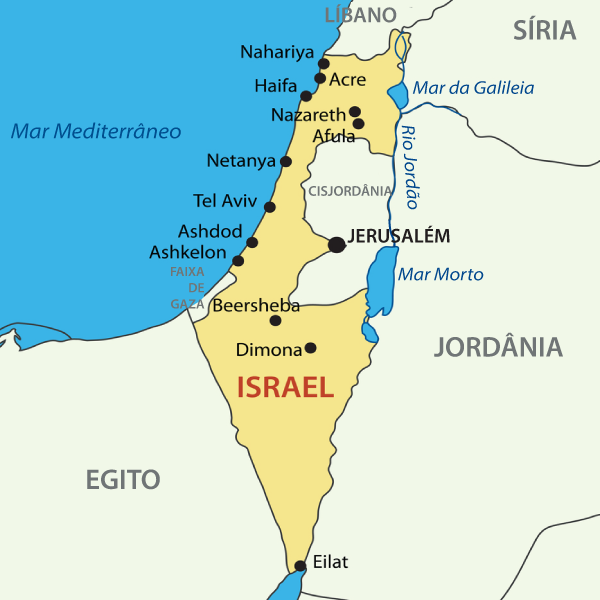 LÍBANO
SÍRIA
Nahariya
Acre
Haifa
Mar da Galileia
Nazareth
Afula
Mar Mediterrâneo
Rio Jordão
Netanya
CISJORDÂNIA
Tel Aviv
Ashdod
JERUSALÉM
Ashkelon
FAIXA
DE
GAZA
Mar Morto
Beersheba
Dimona
JORDÂNIA
ISRAEL
EGITO
Eilat